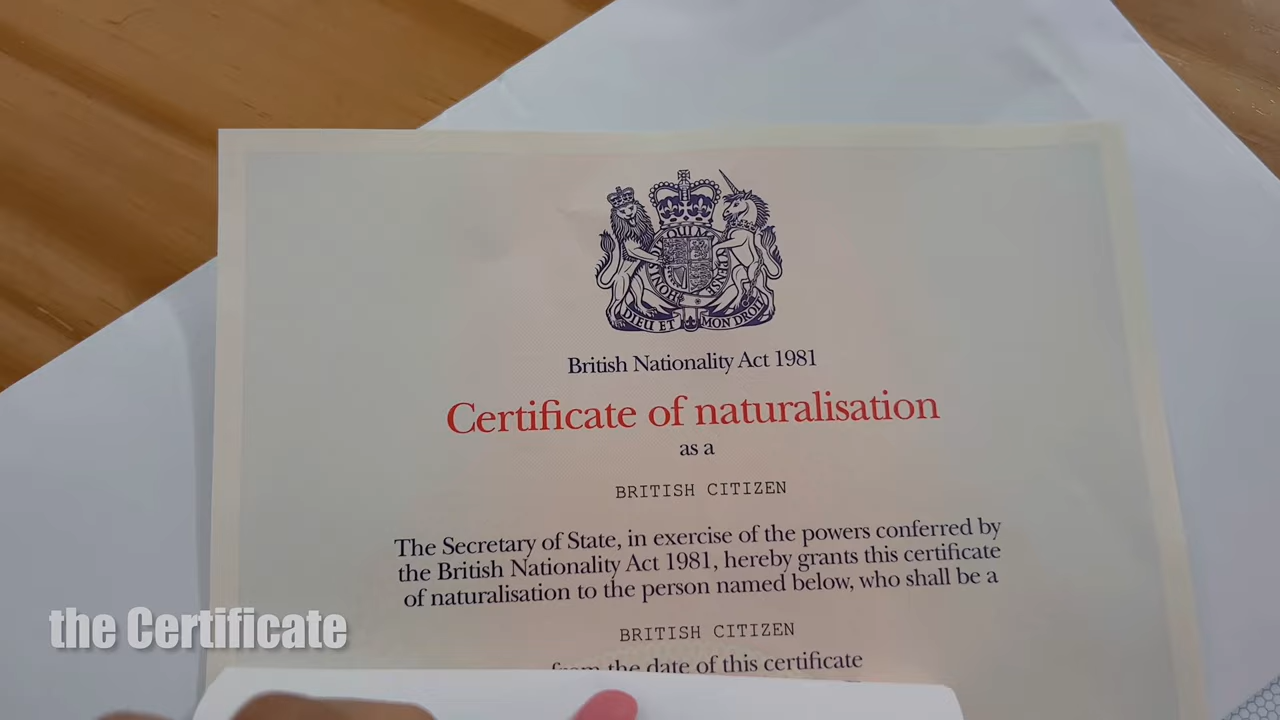 QUI M
PENSE
HONI
DIEU ET MON DROIT
British Nationality Act 1981
Certificate of naturalisation
as a
BRITISH CITIZEN
The Secretary of State, in exercise of the powers conferred by
the British Nationality Act 1981, hereby grants this certificate
of naturalisation to the person named below, who shall be a
BRITISH CITIZEN
from the date of this certificate
the Certificate